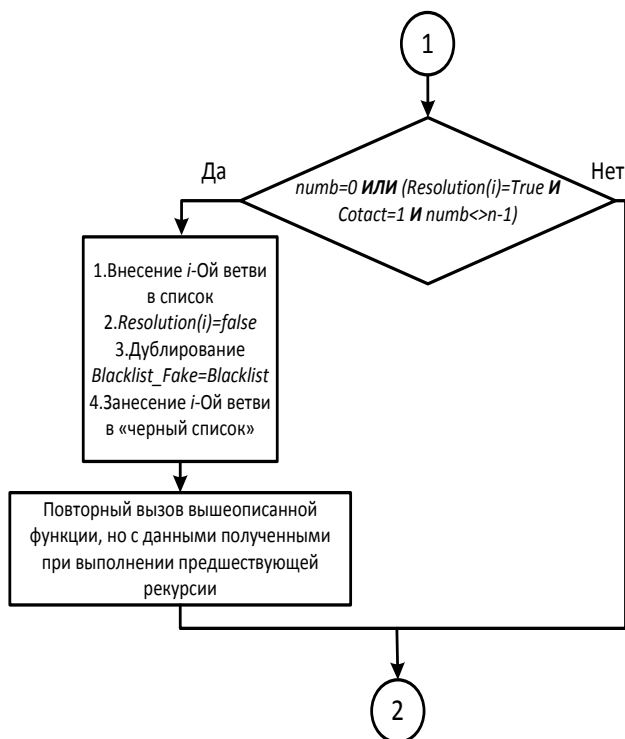 1
Да
Нет
numb=0 ИЛИ (Resolution(i)=True И
Cotact=1 И numb<>n-1)
1.Внесение i-Ой ветви
в список
2.Resolution(i)=false
3.Дублирование
Blacklist_Fake=Blacklist
4.Занесение i-Ой ветви
в «черный список»
Повторный вызов вышеописанной
функции, но с данными полученными
при выполнении предшествующей
рекурсии
2